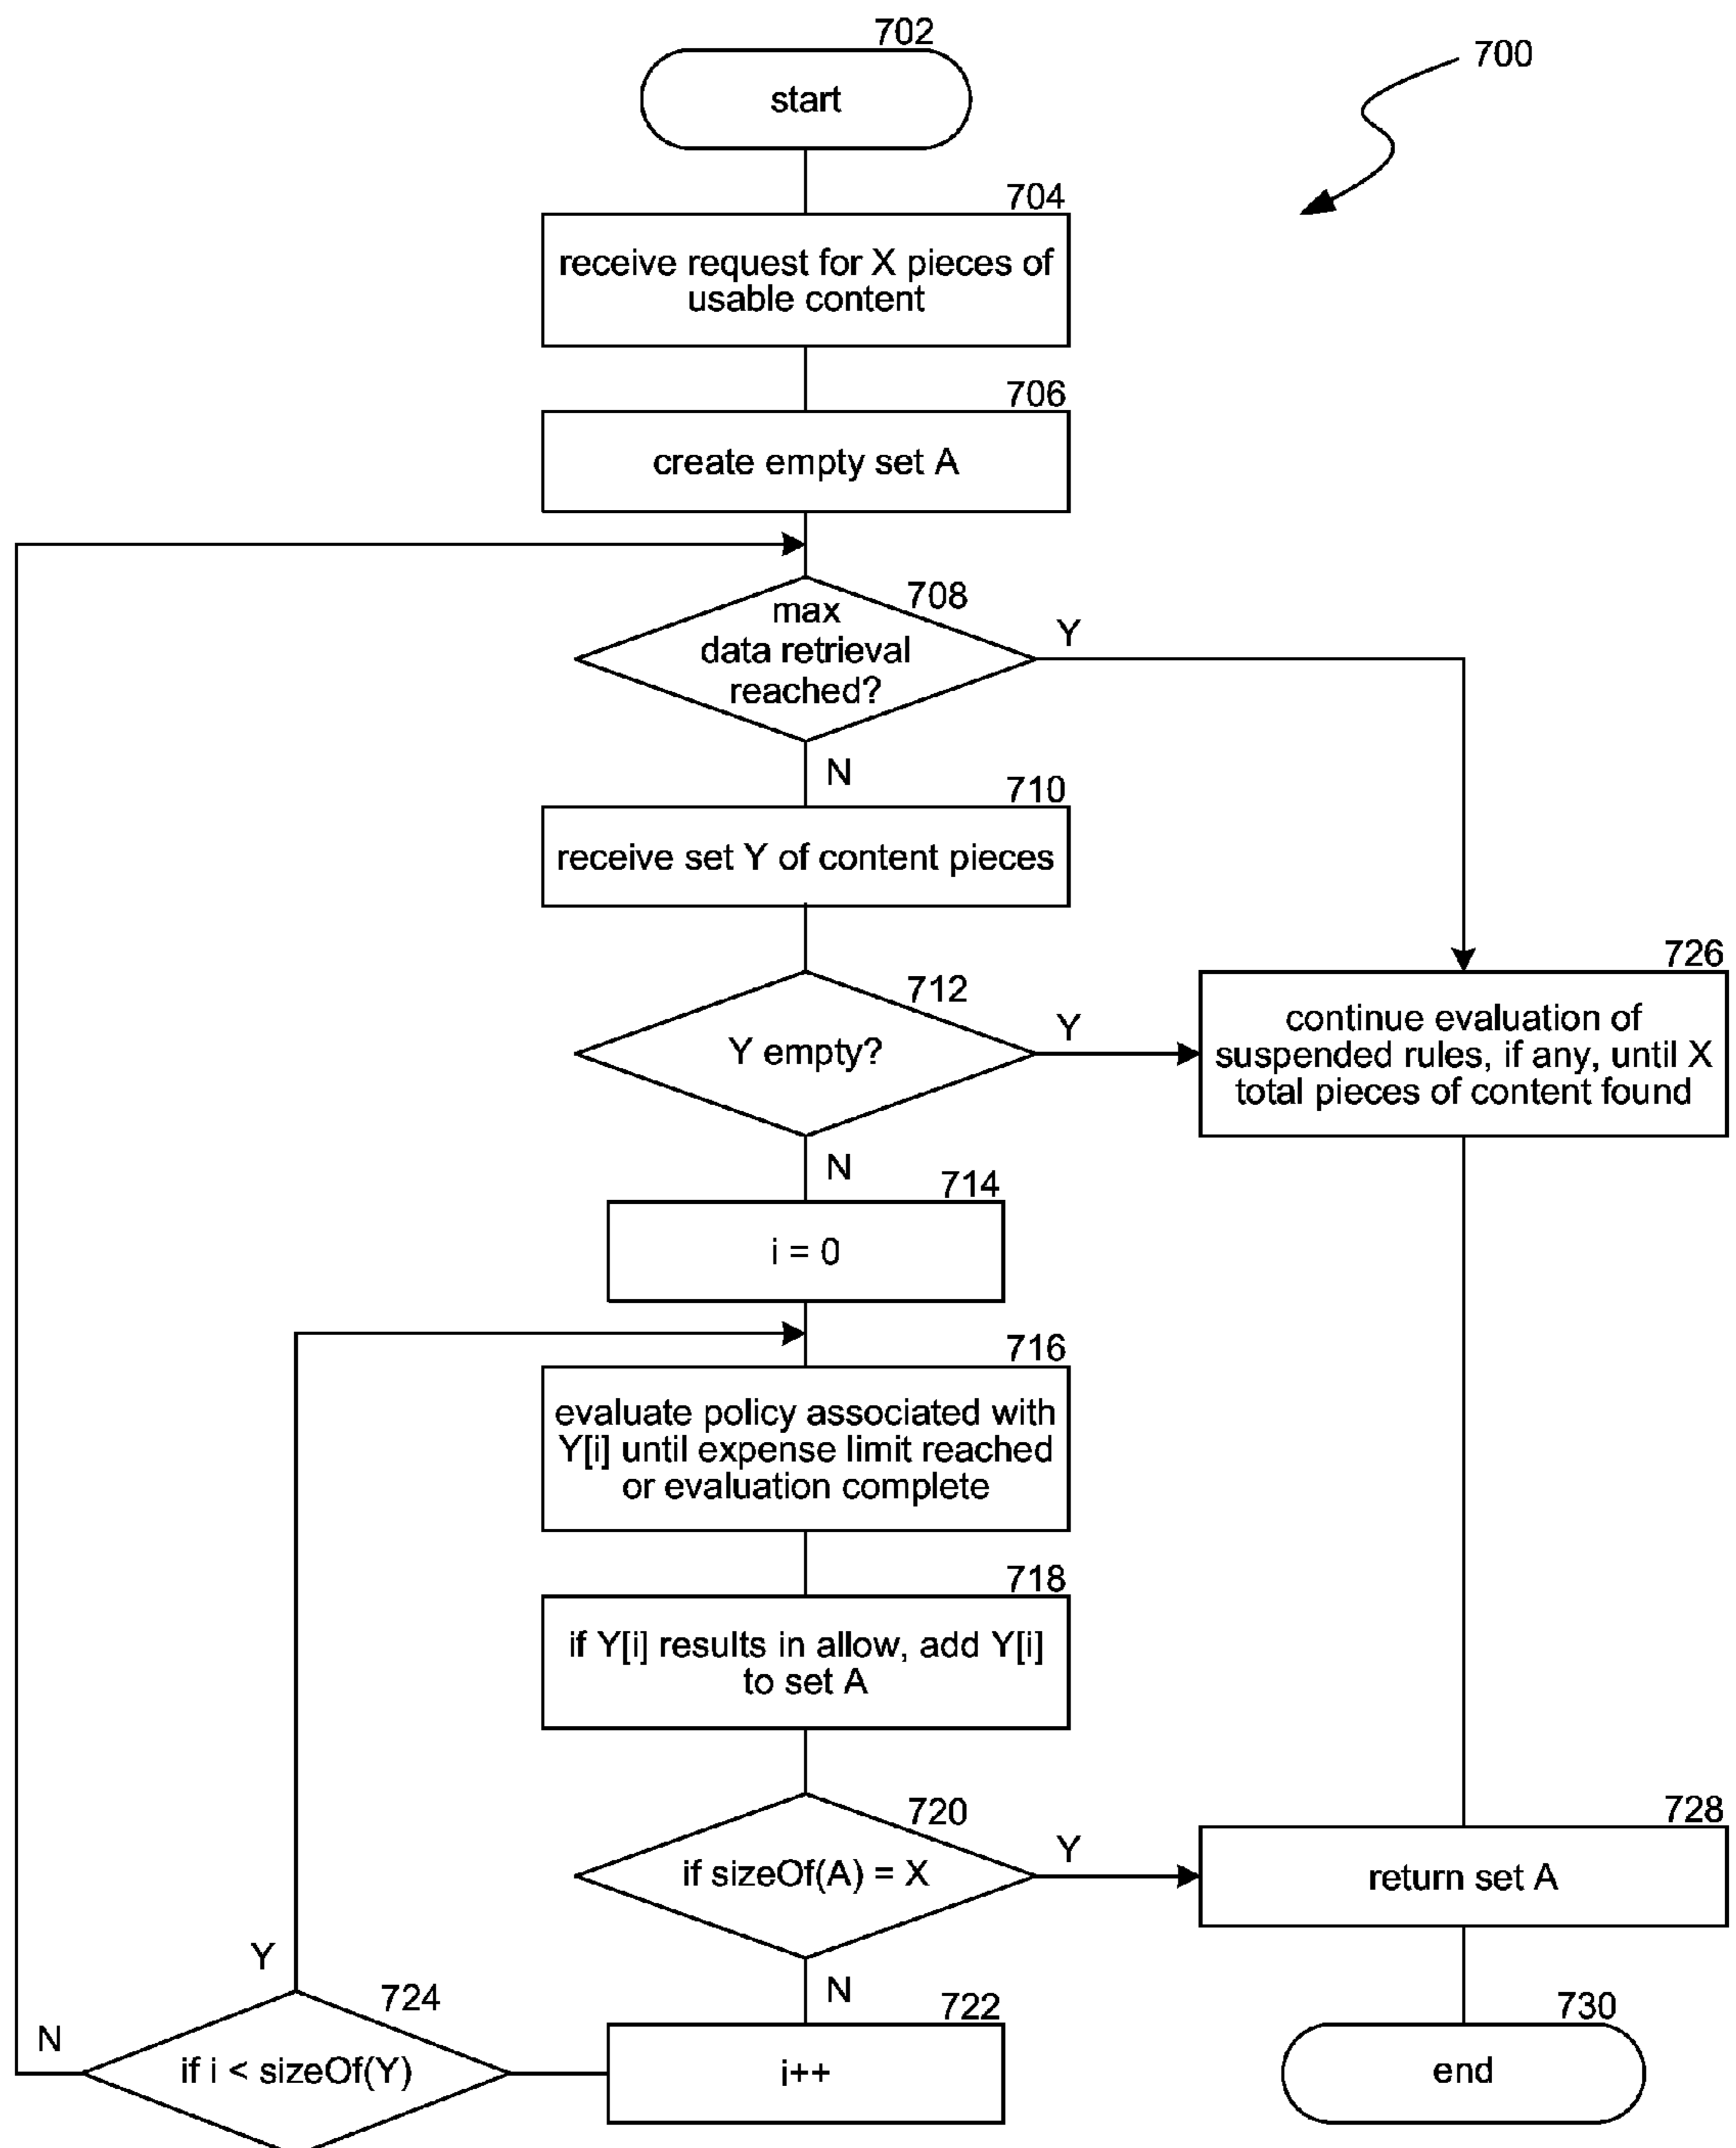 702
start
700
704
receive request for X pieces of
usable content
706
create empty set A
708
max
data retrieval
reached?
Y
N
710
receive set Y of content pieces
712
Y empty?
Y
726
continue evaluation of
suspended rules, if any, until X
total pieces of content found
N
714
i = 0
716
evaluate policy associated with
Y[i] until expense limit reached
or evaluation complete
718
if Y[i] results in allow, add Y[i]
to set A
720
if sizeOf(A) = X
Y
728
return set A
N
722
i++
Y
724
N
if i < sizeOf(Y)
730
end